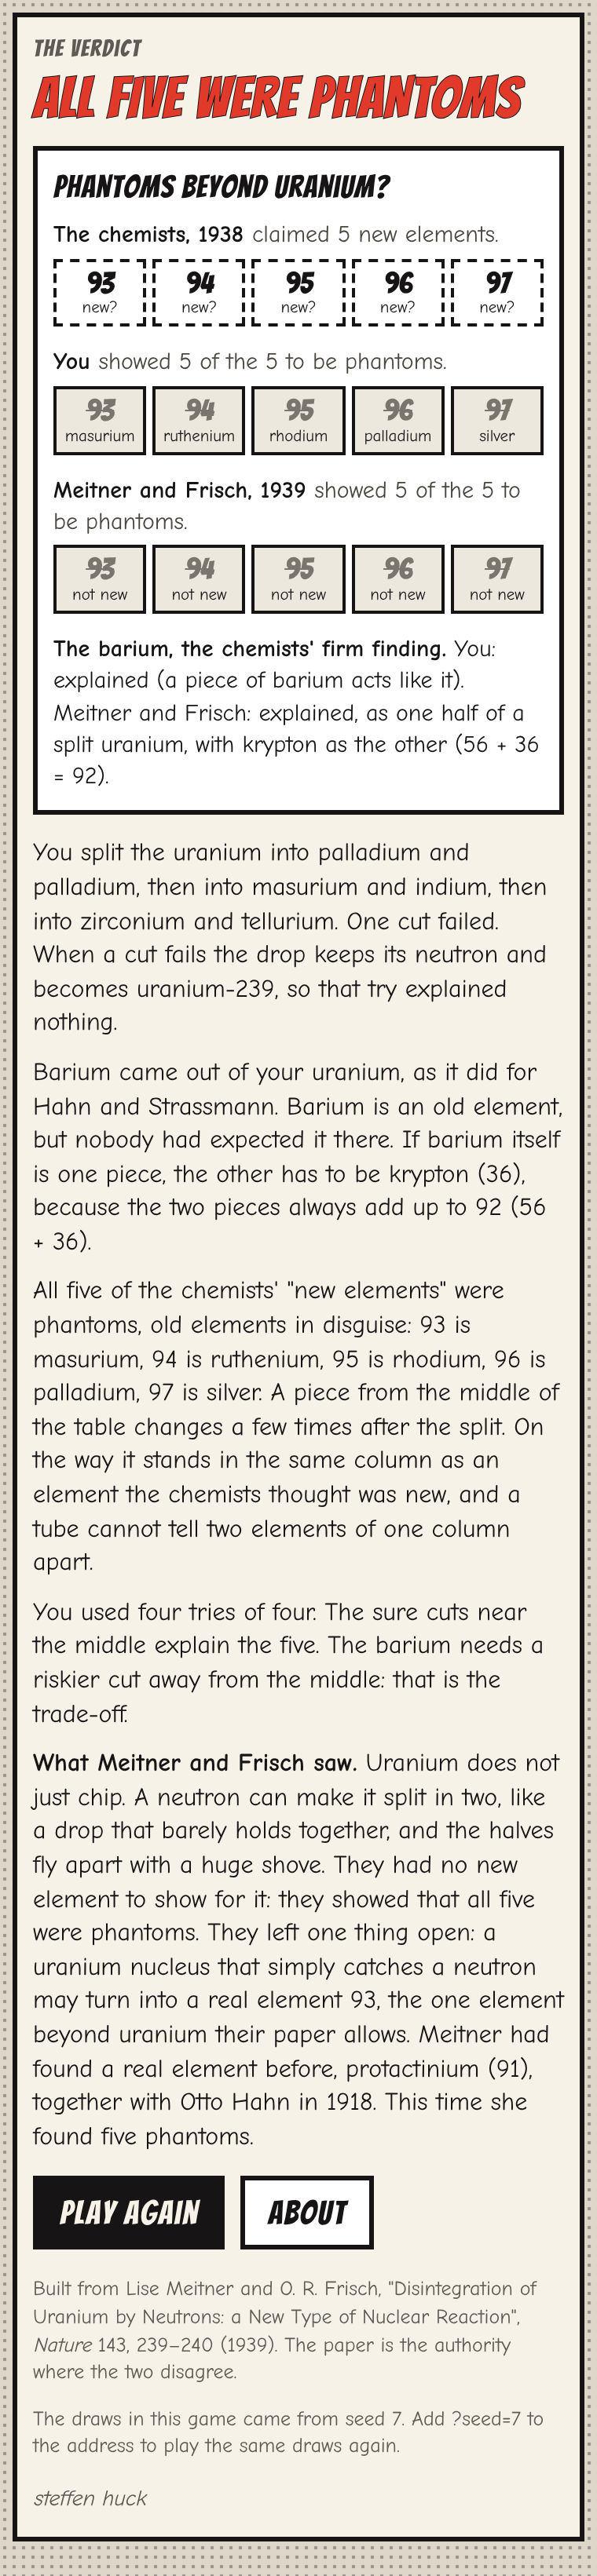 THE VERDICT
ALL FIVE WERE PHANTOMS
PHANTOMS BEYOND URANIUM?
The chemists, 1938 claimed 5 new elements.
93 94 95 96 97
new? new? new? new? new?
You showed 5 of the 5 to be phantoms.
93 94 95 96 97
masurium ruthenium rhodium palladium silver
Meitner and Frisch, 1939 showed 5 of the 5 to
be phantoms.
93 94 95 96 97
not new not new not new not new not new
The barium, the chemists' firm finding. You:
explained (a piece of barium acts like it).
Meitner and Frisch: explained, as one half of a
split uranium, with krypton as the other (56 + 36
= 92).
You split the uranium into palladium and
palladium, then into masurium and indium, then
into zirconium and tellurium. One cut failed.
When a cut fails the drop keeps its neutron and
becomes uranium-239, so that try explained
nothing.
Barium came out of your uranium, as it did for
Hahn and Strassmann. Barium is an old element,
but nobody had expected it there. If barium itself
is one piece, the other has to be krypton (36),
because the two pieces always add up to 92 (56
+ 36).
All five of the chemists' "new elements" were
phantoms, old elements in disguise: 93 is
masurium, 94 is ruthenium, 95 is rhodium, 96 is
palladium, 97 is silver. A piece from the middle of
the table changes a few times after the split. On
the way it stands in the same column as an
element the chemists thought was new, and a
tube cannot tell two elements of one column
apart.
You used four tries of four. The sure cuts near
the middle explain the five. The barium needs a
riskier cut away from the middle: that is the
trade-off.
What Meitner and Frisch saw. Uranium does not
just chip. A neutron can make it split in two, like
a drop that barely holds together, and the halves
fly apart with a huge shove. They had no new
element to show for it: they showed that all five
were phantoms. They left one thing open: a
uranium nucleus that simply catches a neutron
may turn into a real element 93, the one element
beyond uranium their paper allows. Meitner had
found a real element before, protactinium (91),
together with Otto Hahn in 1918. This time she
found five phantoms.
PLAY AGAIN ABOUT
Built from Lise Meitner and O. R. Frisch, "Disintegration of
Uranium by Neutrons: a New Type of Nuclear Reaction",
Nature 143, 239–240 (1939). The paper is the authority
where the two disagree.
The draws in this game came from seed 7. Add ?seed=7 to
the address to play the same draws again.
steffen huck